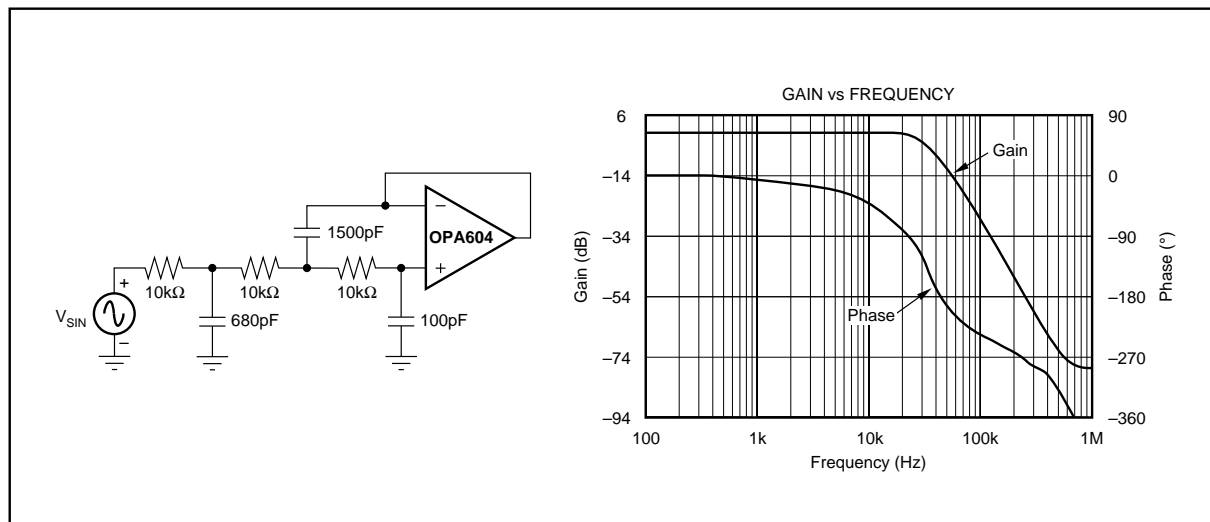 1500pF
−
OPA604
+
+
10kΩ
10kΩ
10kΩ
V_SIN
−
680pF
100pF
GAIN vs FREQUENCY
6
–14
–34
–54
–74
–94
Gain (dB)
90
0
–90
–180
–270
–360
Phase (°)
Gain
Phase
100
1k
10k
100k
1M
Frequency (Hz)